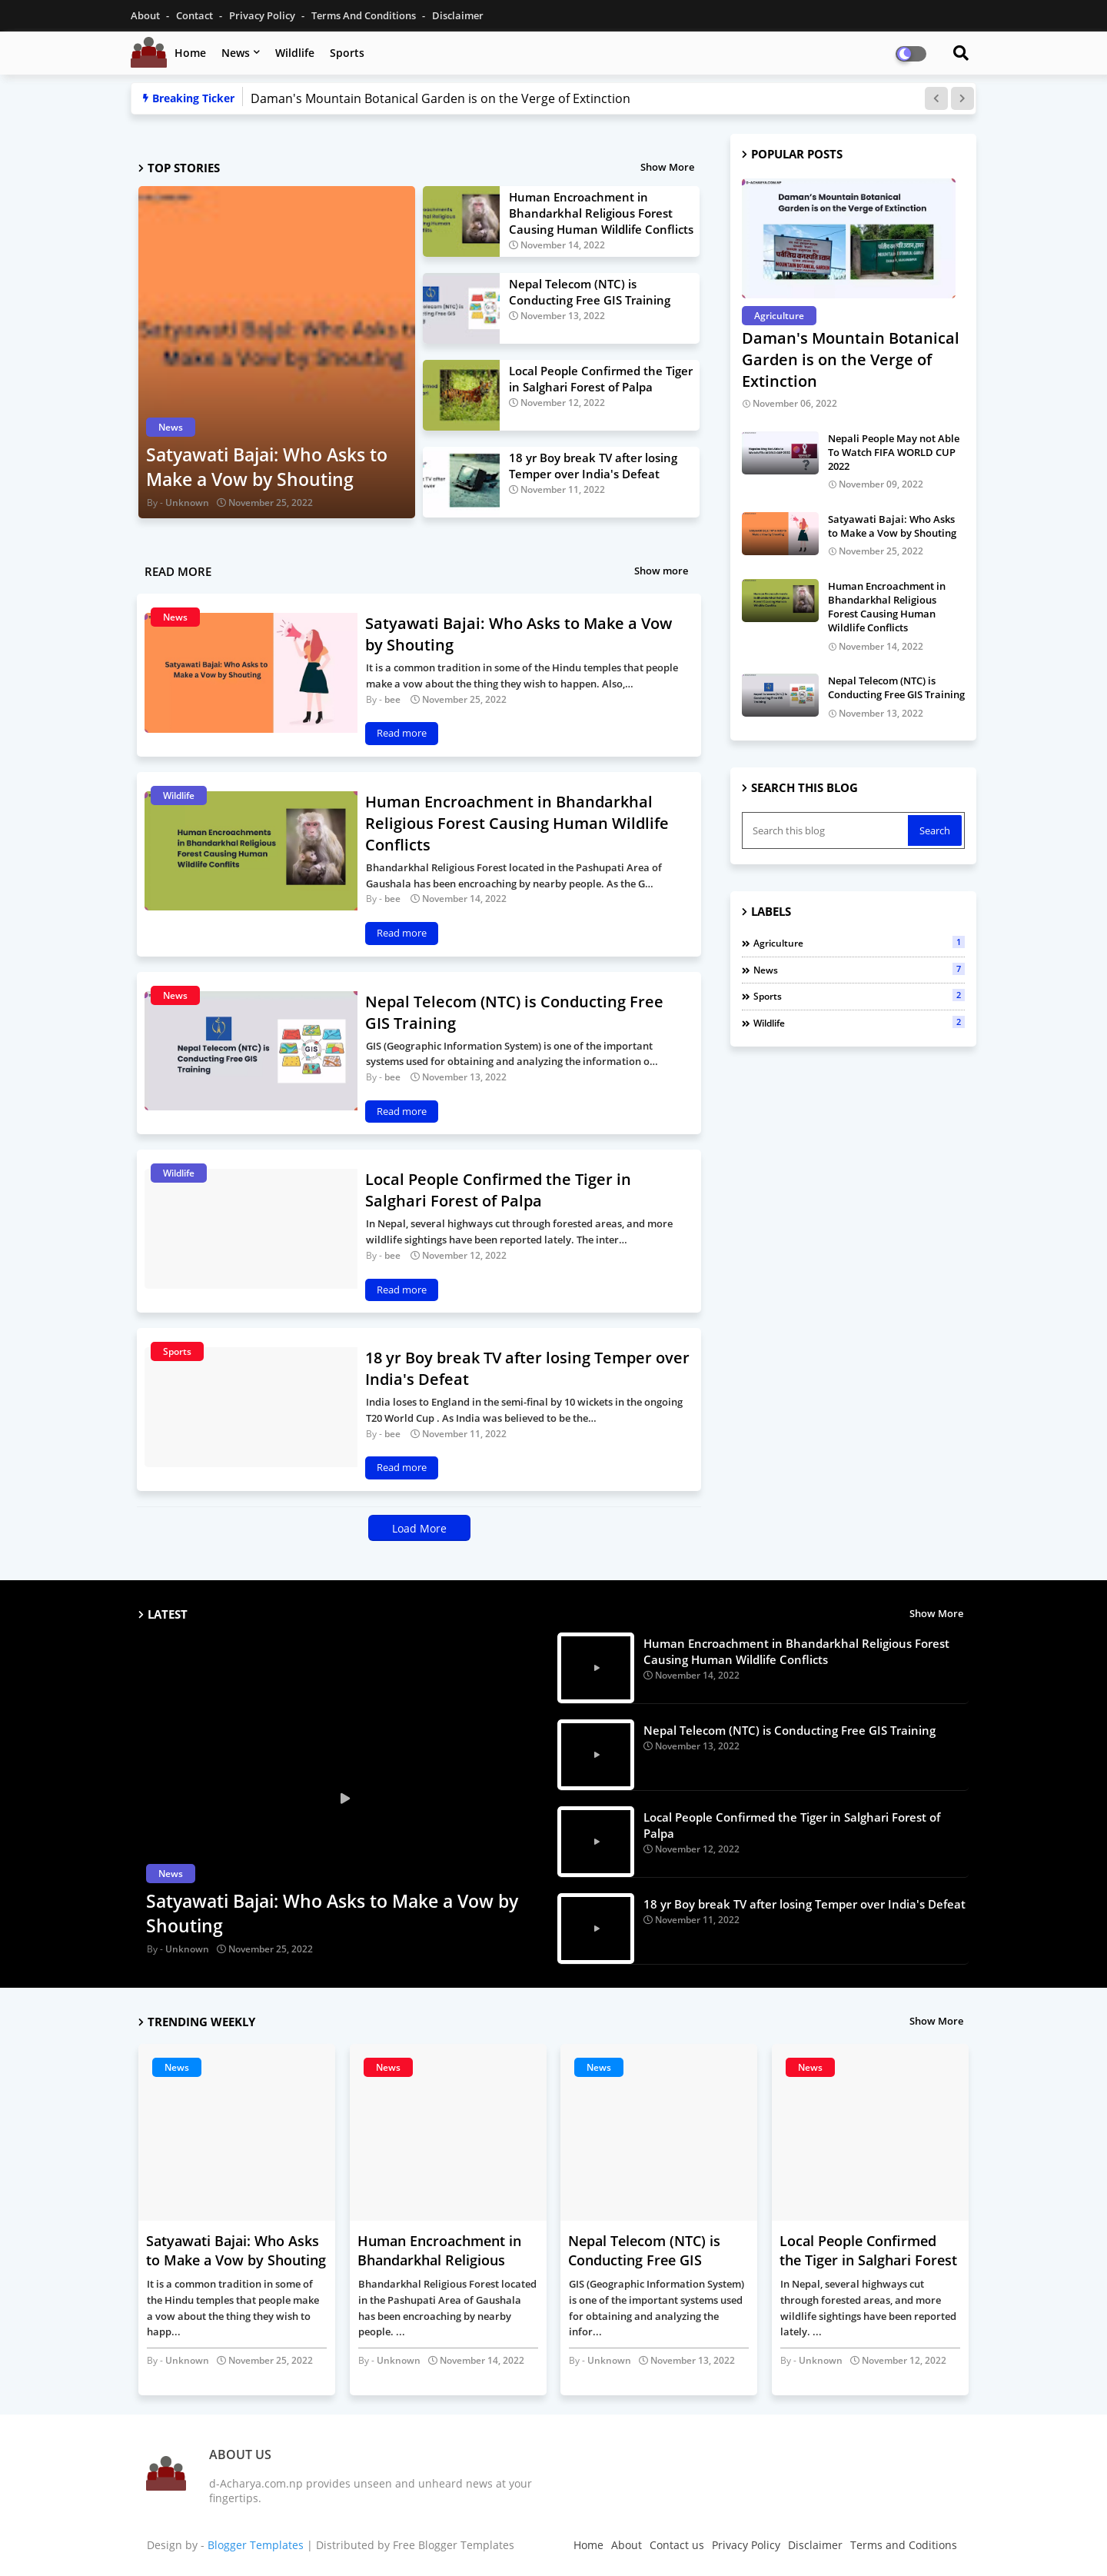 About - Contact - Privacy Policy - Terms And Conditions - Disclaimer
Home News Wildlife Sports
Breaking Ticker Daman's Mountain Botanical Garden is on the Verge of Extinction
TOP STORIES Show More
News
Satyawati Bajai: Who Asks to
Make a Vow by Shouting
By - Unknown November 25, 2022
Human Encroachment in
Bhandarkhal Religious Forest
Causing Human Wildlife Conflicts
November 14, 2022
Nepal Telecom (NTC) is
Conducting Free GIS Training
November 13, 2022
Local People Confirmed the Tiger
in Salghari Forest of Palpa
November 12, 2022
18 yr Boy break TV after losing
Temper over India's Defeat
November 11, 2022
READ MORE Show more
News
Satyawati Bajai: Who Asks to
Make a Vow by Shouting
Satyawati Bajai: Who Asks to Make a Vow
by Shouting
It is a common tradition in some of the Hindu temples that people
make a vow about the thing they wish to happen. Also,...
By - bee November 25, 2022
Read more
Wildlife
Human Encroachments
in Bhandarkhal Religious
Forest Causing Human
Wildlife Conflits
Human Encroachment in Bhandarkhal
Religious Forest Causing Human Wildlife
Conflicts
Bhandarkhal Religious Forest located in the Pashupati Area of
Gaushala has been encroaching by nearby people. As the G...
By - bee November 14, 2022
Read more
News
Nepal Telecom (NTC) is
Conducting Free GIS
Training
GIS
Nepal Telecom (NTC) is Conducting Free
GIS Training
GIS (Geographic Information System) is one of the important
systems used for obtaining and analyzing the information o...
By - bee November 13, 2022
Read more
Wildlife
Local People Confirmed the Tiger in
Salghari Forest of Palpa
In Nepal, several highways cut through forested areas, and more
wildlife sightings have been reported lately. The inter...
By - bee November 12, 2022
Read more
Sports
18 yr Boy break TV after losing Temper over
India's Defeat
India loses to England in the semi-final by 10 wickets in the ongoing
T20 World Cup . As India was believed to be the...
By - bee November 11, 2022
Read more
Load More
POPULAR POSTS
D-ACHARYA.COM.NP
Daman's Mountain Botanical
Garden is on the Verge of Extinction
MOUNTAIN BOTANICAL GARDEN
Agriculture
Daman's Mountain Botanical
Garden is on the Verge of
Extinction
November 06, 2022
Nepali People May not Able
To Watch FIFA WORLD CUP
2022
November 09, 2022
Satyawati Bajai: Who Asks
to Make a Vow by Shouting
November 25, 2022
Human Encroachment in
Bhandarkhal Religious
Forest Causing Human
Wildlife Conflicts
November 14, 2022
Nepal Telecom (NTC) is
Conducting Free GIS Training
November 13, 2022
SEARCH THIS BLOG
Search this blog Search
LABELS
Agriculture 1
News 7
Sports 2
Wildlife 2
LATEST Show More
News
Satyawati Bajai: Who Asks to Make a Vow by
Shouting
By - Unknown November 25, 2022
Human Encroachment in Bhandarkhal Religious Forest
Causing Human Wildlife Conflicts
November 14, 2022
Nepal Telecom (NTC) is Conducting Free GIS Training
November 13, 2022
Local People Confirmed the Tiger in Salghari Forest of
Palpa
November 12, 2022
18 yr Boy break TV after losing Temper over India's Defeat
November 11, 2022
TRENDING WEEKLY Show More
News
Satyawati Bajai: Who Asks
to Make a Vow by Shouting
It is a common tradition in some of
the Hindu temples that people make
a vow about the thing they wish to
happ...
By - Unknown November 25, 2022
News
Human Encroachment in
Bhandarkhal Religious
Bhandarkhal Religious Forest located
in the Pashupati Area of Gaushala
has been encroaching by nearby
people. ...
By - Unknown November 14, 2022
News
Nepal Telecom (NTC) is
Conducting Free GIS
GIS (Geographic Information System)
is one of the important systems used
for obtaining and analyzing the
infor...
By - Unknown November 13, 2022
News
Local People Confirmed
the Tiger in Salghari Forest
In Nepal, several highways cut
through forested areas, and more
wildlife sightings have been reported
lately. ...
By - Unknown November 12, 2022
ABOUT US
d-Acharya.com.np provides unseen and unheard news at your
fingertips.
Design by - Blogger Templates | Distributed by Free Blogger Templates
Home About Contact us Privacy Policy Disclaimer Terms and Coditions